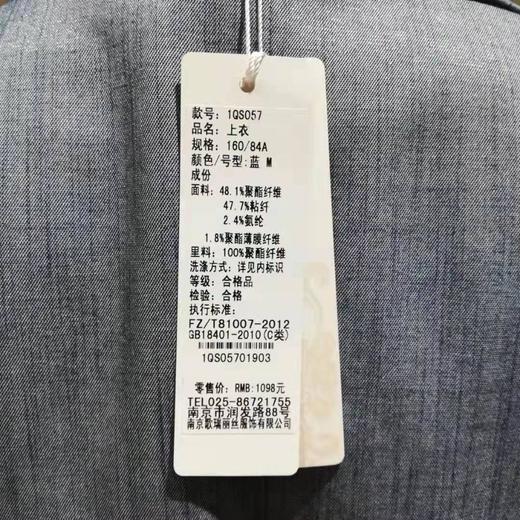 款号: 1QS057
品名: 上衣
规格: 160/84A
颜色/号型: 蓝 M
成份
面料: 48.1%聚酯纤维
47.7%粘纤
2.4%氨纶
1.8%聚酯薄膜纤维
里料: 100%聚酯纤维
洗涤方式: 详见内标识
等级: 合格品
检验: 合格
执行标准:
FZ/T81007-2012
GB18401-2010(C类)
1QS05701903
零售价: RMB:1098元
TEL025-86721755
南京市润发路88号
南京歌瑞丽丝服饰有限公司